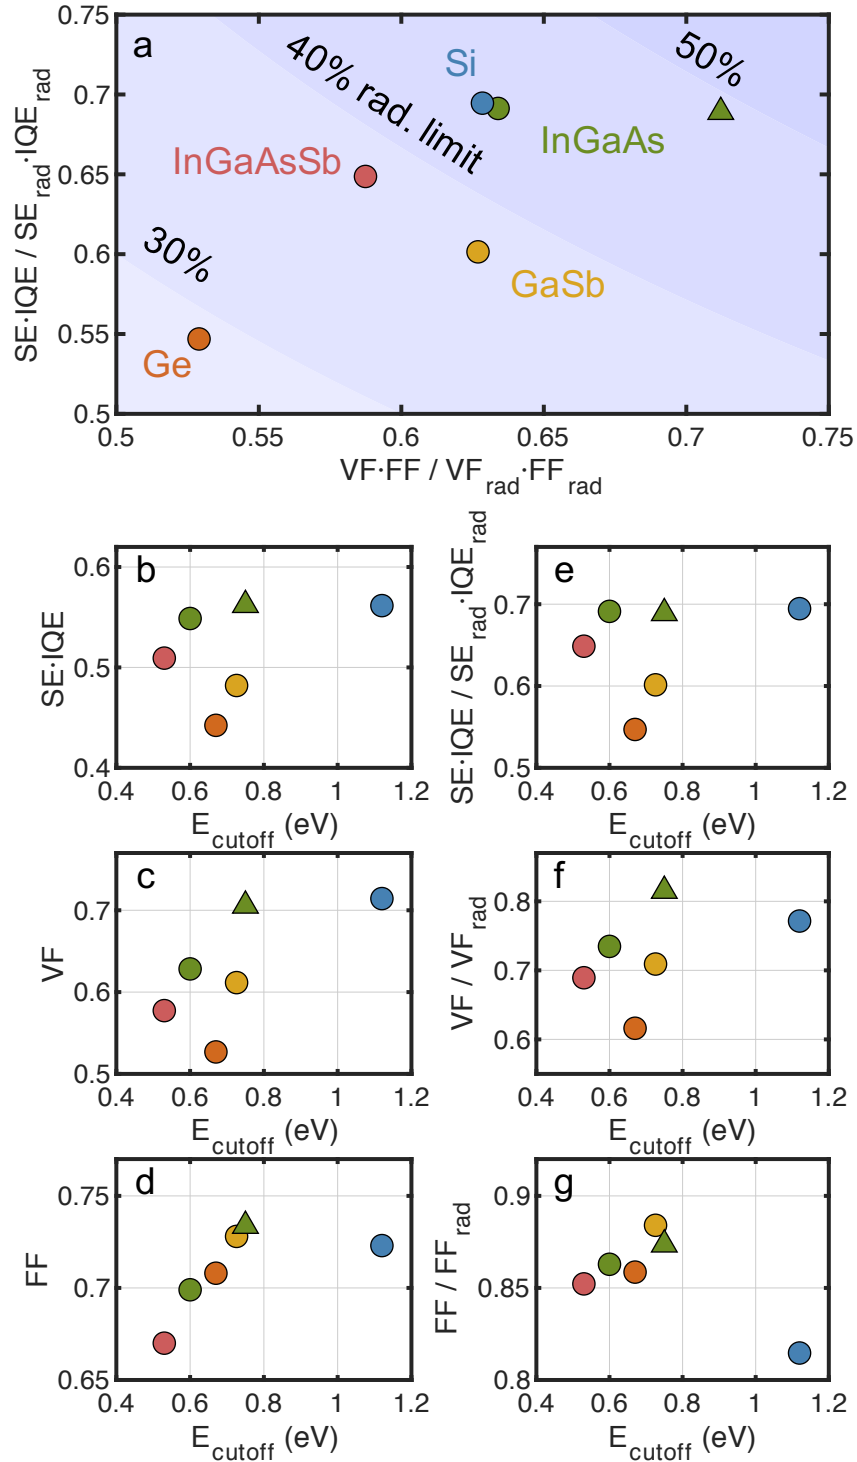 a
0.75
0.7
0.65
0.6
0.55
0.5
SE·IQE / SE_rad·IQE_rad
40% rad. limit
50%
30%
Si
InGaAs
InGaAsSb
GaSb
Ge
0.5 0.55 0.6 0.65 0.7 0.75
VF·FF / VF_rad·FF_rad
b
0.6
0.5
0.4
SE·IQE
0.4 0.6 0.8 1 1.2
E_cutoff (eV)
e
0.7
0.6
0.5
SE·IQE / SE_rad·IQE_rad
0.4 0.6 0.8 1 1.2
E_cutoff (eV)
c
0.7
0.6
0.5
VF
0.4 0.6 0.8 1 1.2
E_cutoff (eV)
f
0.8
0.7
0.6
VF / VF_rad
0.4 0.6 0.8 1 1.2
E_cutoff (eV)
d
0.75
0.7
0.65
FF
0.4 0.6 0.8 1 1.2
E_cutoff (eV)
g
0.9
0.85
0.8
FF / FF_rad
0.4 0.6 0.8 1 1.2
E_cutoff (eV)